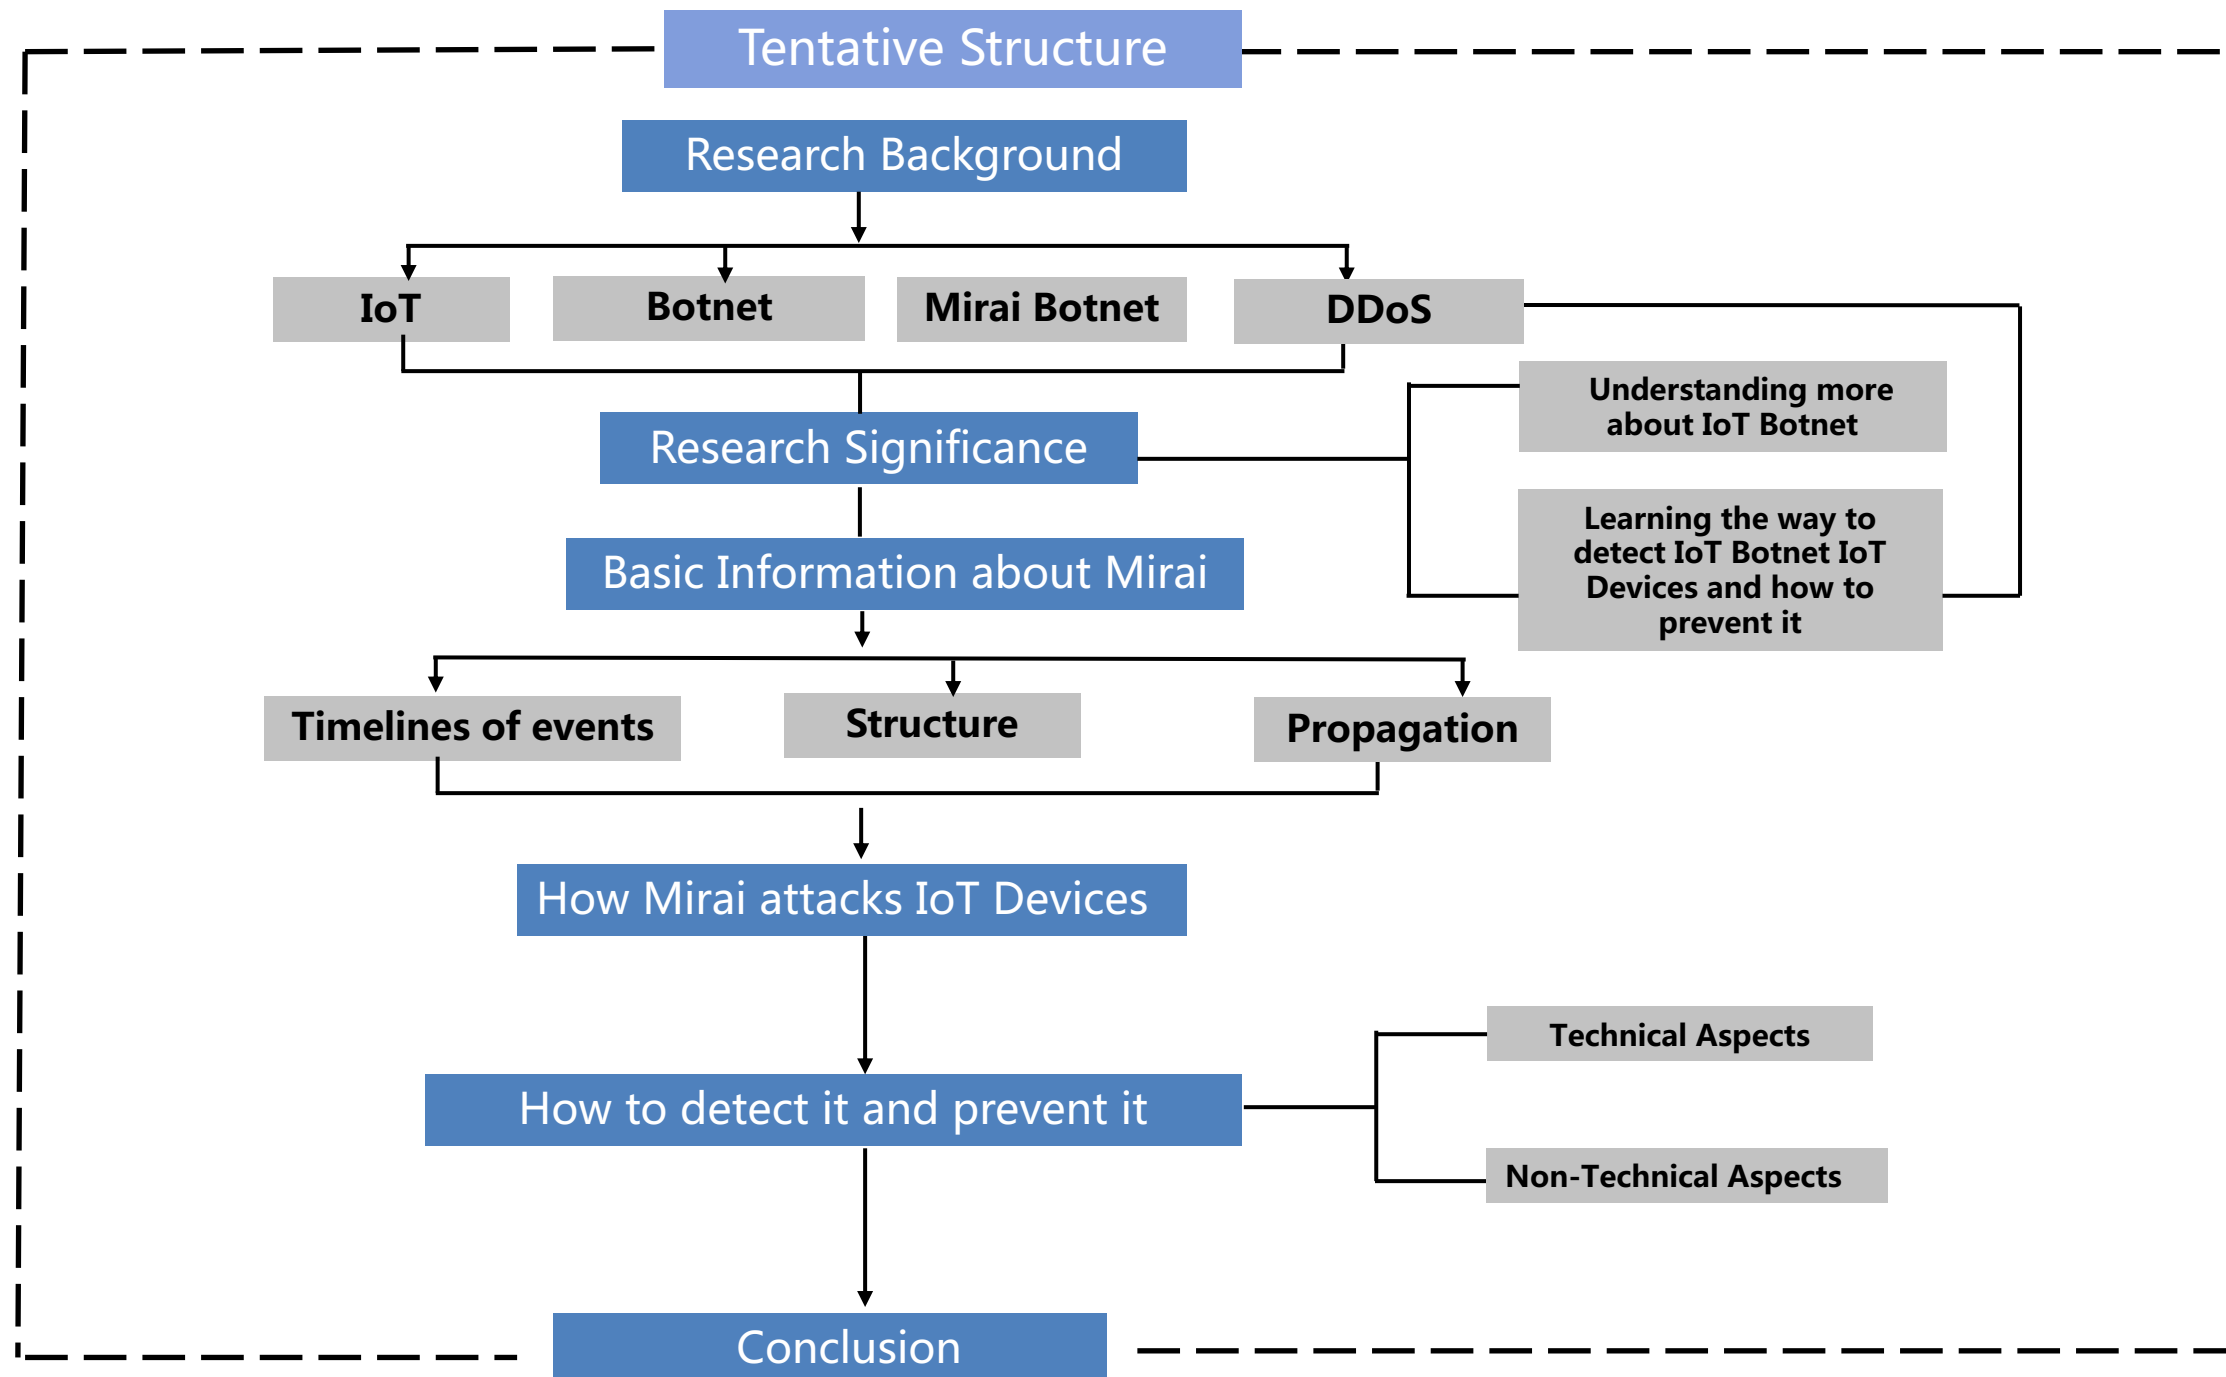 Tentative Structure
Research Background
IoT
Botnet
Mirai Botnet
DDoS
Understanding more
about IoT Botnet
Research Significance
Learning the way to
detect IoT Botnet IoT
Devices and how to
prevent it
Basic Information about Mirai
Timelines of events
Structure
Propagation
How Mirai attacks IoT Devices
Technical Aspects
How to detect it and prevent it
Non-Technical Aspects
Conclusion